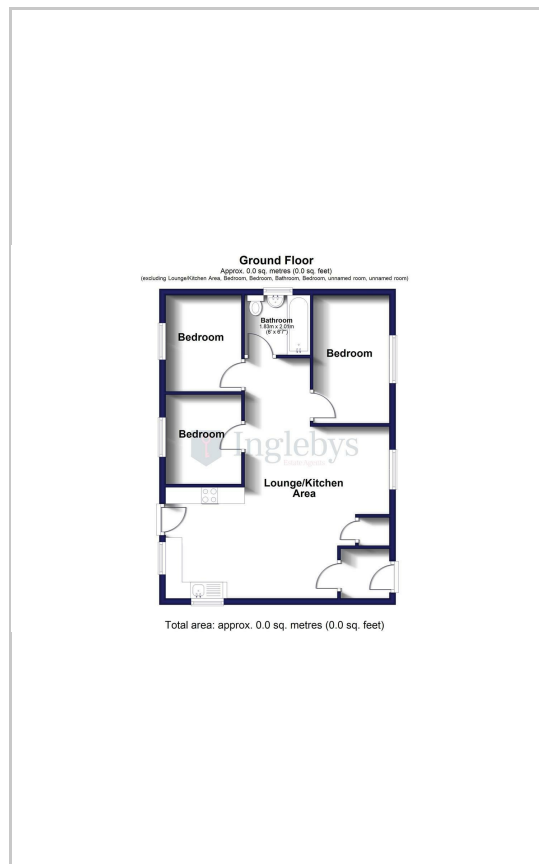 Ground Floor
Approx. 0.0 sq. metres (0.0 sq. feet)
(excluding Lounge/Kitchen Area, Bedroom, Bedroom, Bathroom, Bedroom, unnamed room, unnamed room)
Bathroom
1.83m x 2.01m
(6' x 6'7")
Bedroom
Bedroom
Bedroom
Inglebys
Estate Agents
Lounge/Kitchen
Area
Total area: approx. 0.0 sq. metres (0.0 sq. feet)